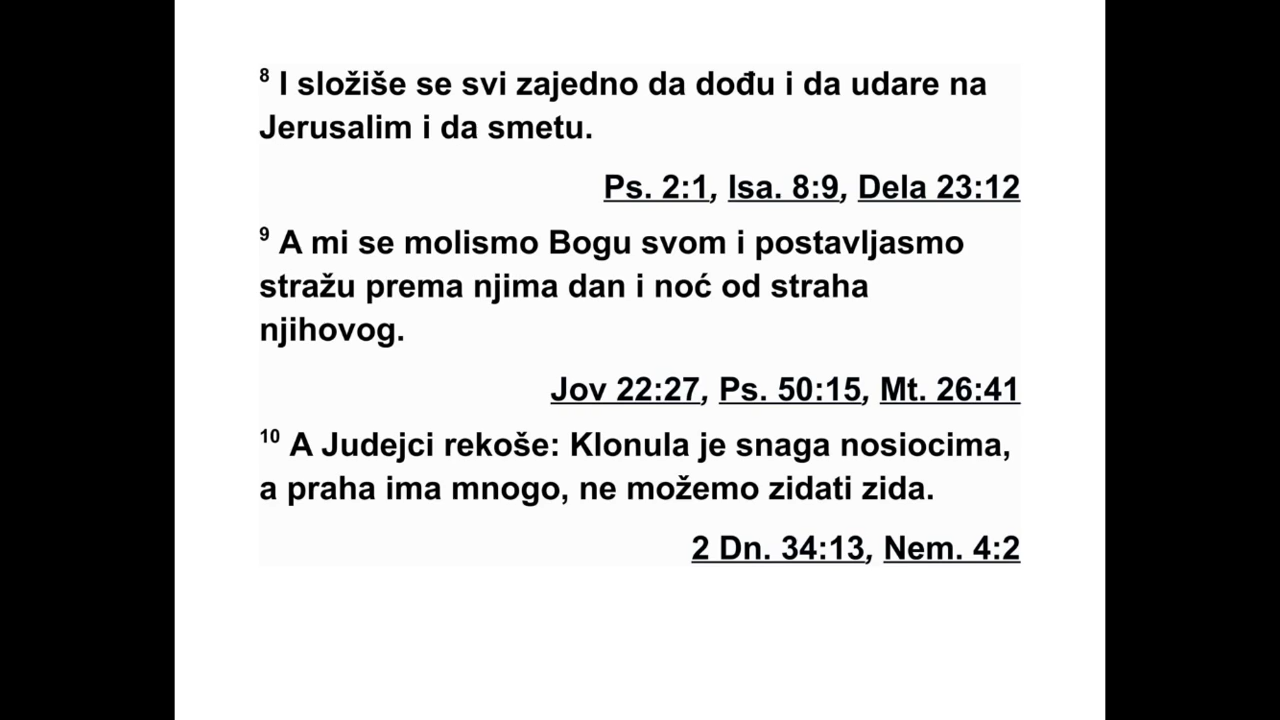 8 I složiše se svi zajedno da dođu i da udare na
Jerusalim i da smetu.
Ps. 2:1, Isa. 8:9, Dela 23:12
9 A mi se molismo Bogu svom i postavljasmo
stražu prema njima dan i noć od straha
njihovog.
Jov 22:27, Ps. 50:15, Mt. 26:41
10 A Judejci rekoše: Klonula je snaga nosiocima,
a praha ima mnogo, ne možemo zidati zida.
2 Dn. 34:13, Nem. 4:2